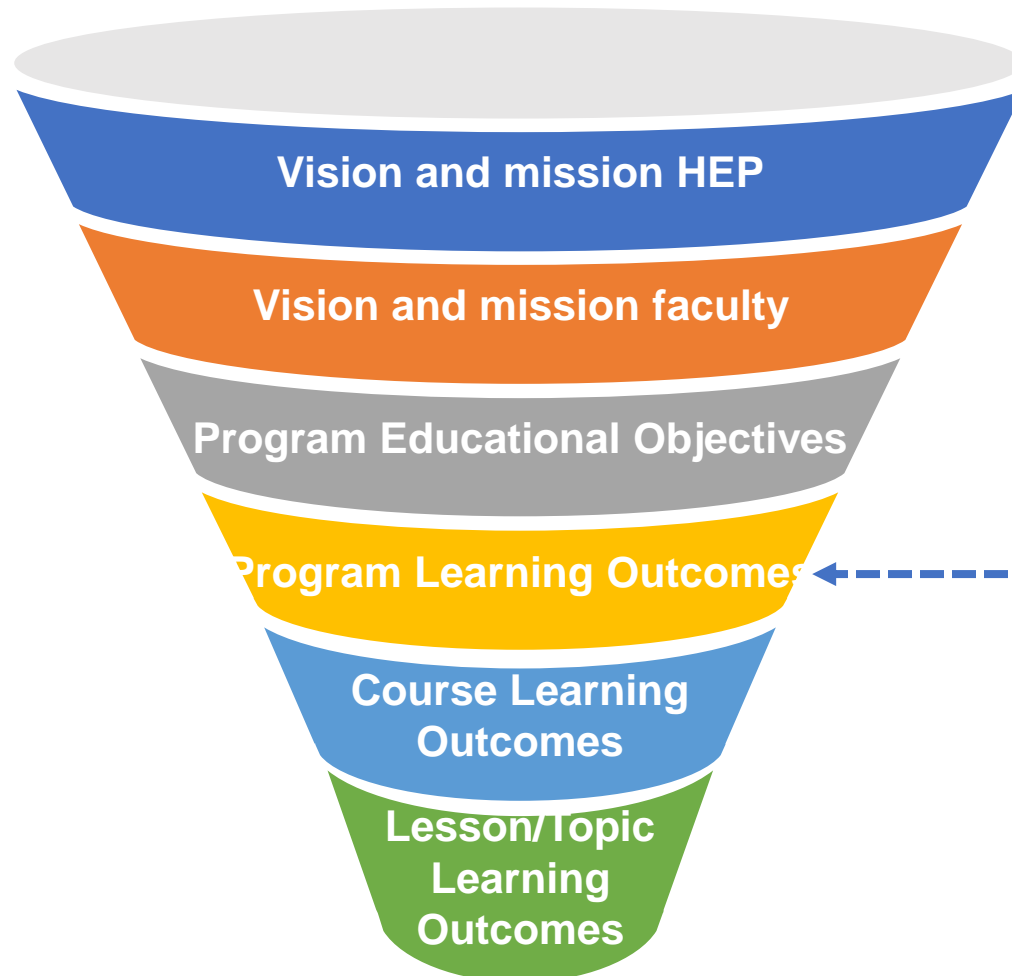 Vision and mission HEP
Vision and mission faculty
Program Educational Objectives
Program Learning Outcomes
Course Learning
Outcomes
Lesson/Topic
Learning
Outcomes